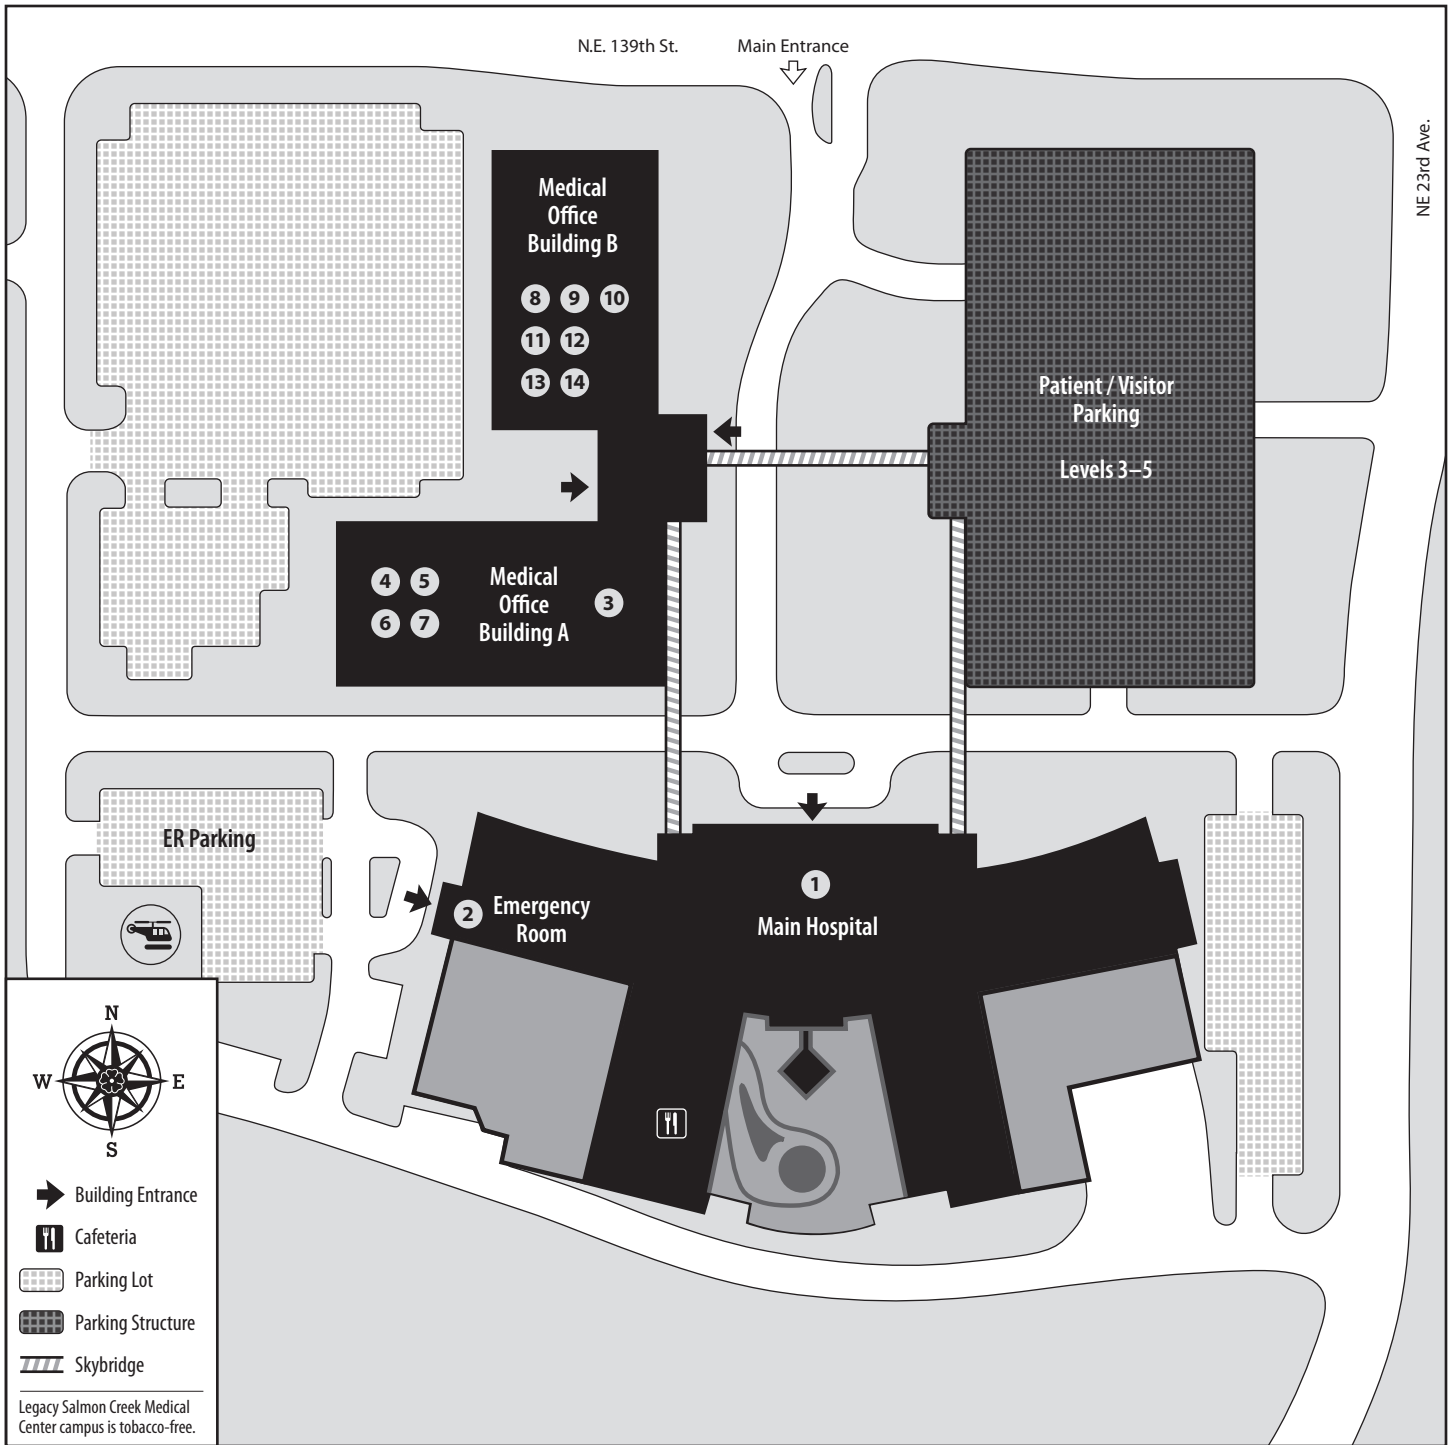 N.E. 139th St.
Main Entrance
NE 23rd Ave.
Medical
Office
Building B
8 9 10
11 12
13 14
Patient / Visitor
Parking
Levels 3–5
4 5
6 7
Medical
Office
Building A
3
ER Parking
1
Main Hospital
2
Emergency
Room
N
W E
S
Building Entrance
Cafeteria
Parking Lot
Parking Structure
Skybridge
Legacy Salmon Creek Medical
Center campus is tobacco-free.